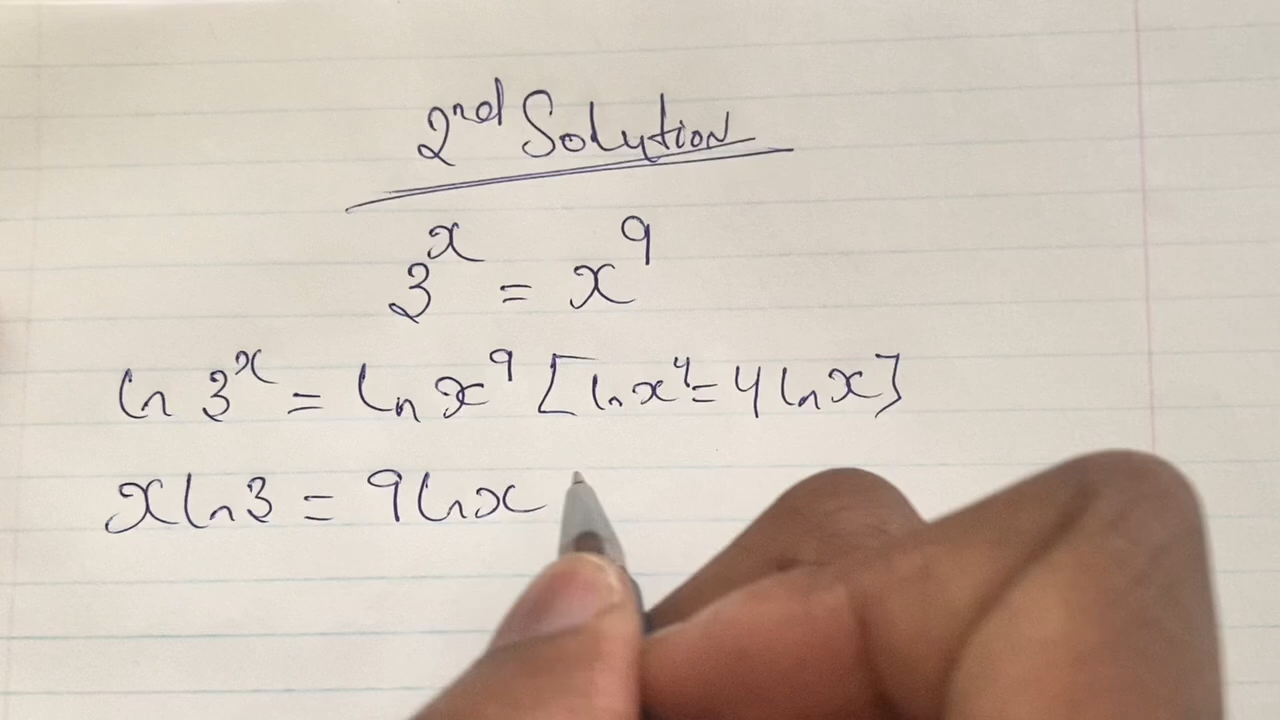 2nd Solution
3^x = x^9
ln 3^x = ln x^9 [ln x^4 = 4 ln x]
x ln 3 = 9 ln x